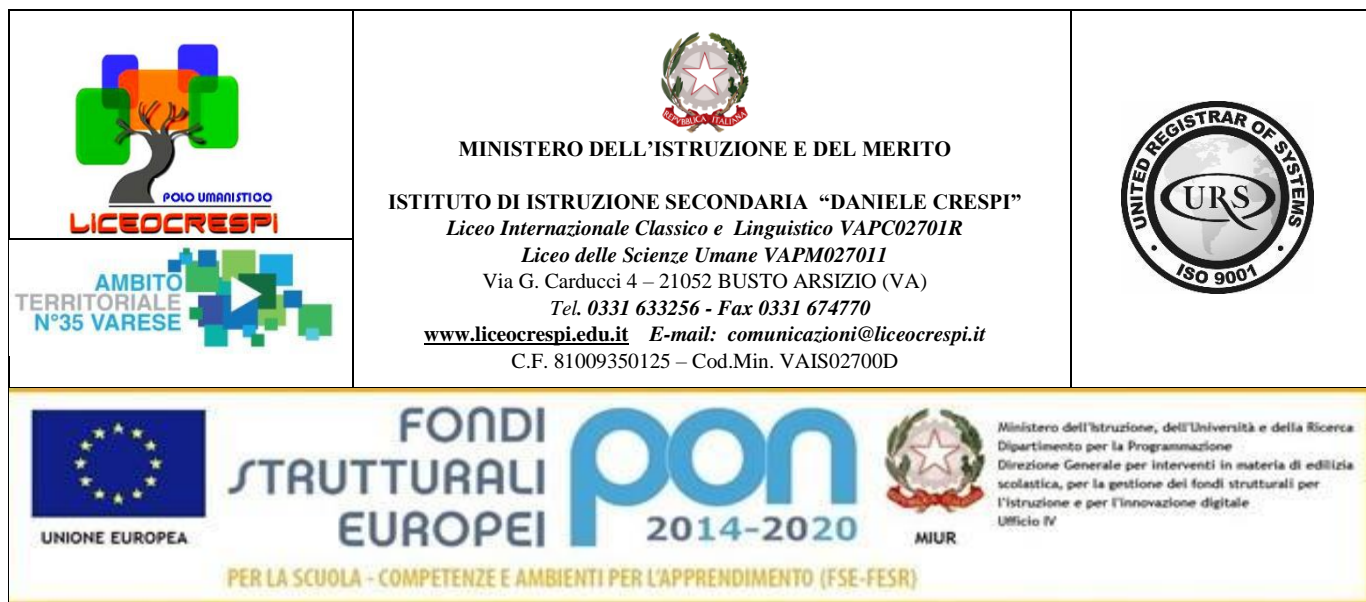 POLO UMANISTICO
LICEOCRESPI
AMBITO
TERRITORIALE
N°35 VARESE
REPVBBLICA ITALIANA
MINISTERO DELL’ISTRUZIONE E DEL MERITO
ISTITUTO DI ISTRUZIONE SECONDARIA “DANIELE CRESPI”
Liceo Internazionale Classico e Linguistico VAPC02701R
Liceo delle Scienze Umane VAPM027011
Via G. Carducci 4 – 21052 BUSTO ARSIZIO (VA)
Tel. 0331 633256 - Fax 0331 674770
www.liceocrespi.edu.it E-mail: comunicazioni@liceocrespi.it
C.F. 81009350125 – Cod.Min. VAIS02700D
UNITED REGISTRAR OF SYSTEMS
URS
ISO 9001
UNIONE EUROPEA
FONDI
STRUTTURALI
EUROPEI
pon
2014-2020
MIUR
Ministero dell'Istruzione, dell'Università e della Ricerca
Dipartimento per la Programmazione
Direzione Generale per interventi in materia di edilizia
scolastica, per la gestione dei fondi strutturali per
l'istruzione e per l'innovazione digitale
Ufficio IV
PER LA SCUOLA - COMPETENZE E AMBIENTI PER L'APPRENDIMENTO (FSE-FESR)